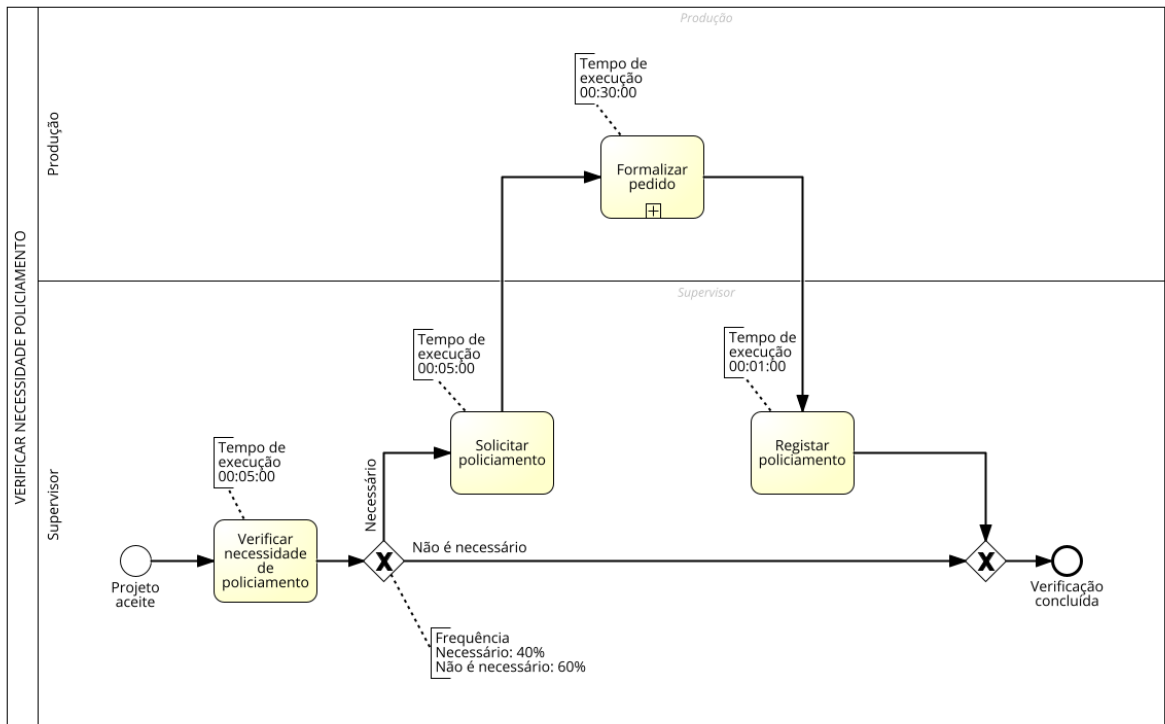 VERIFICAR NECESSIDADE POLICIAMENTO
Produção
Produção
Tempo de
execução
00:30:00
Formalizar
pedido
Supervisor
Supervisor
Tempo de
execução
00:05:00
Solicitar
policiamento
Tempo de
execução
00:01:00
Registar
policiamento
Tempo de
execução
00:05:00
Verificar
necessidade
de
policiamento
Projeto
aceite
Necessário
Não é necessário
Frequência
Necessário: 40%
Não é necessário: 60%
Verificação
concluída